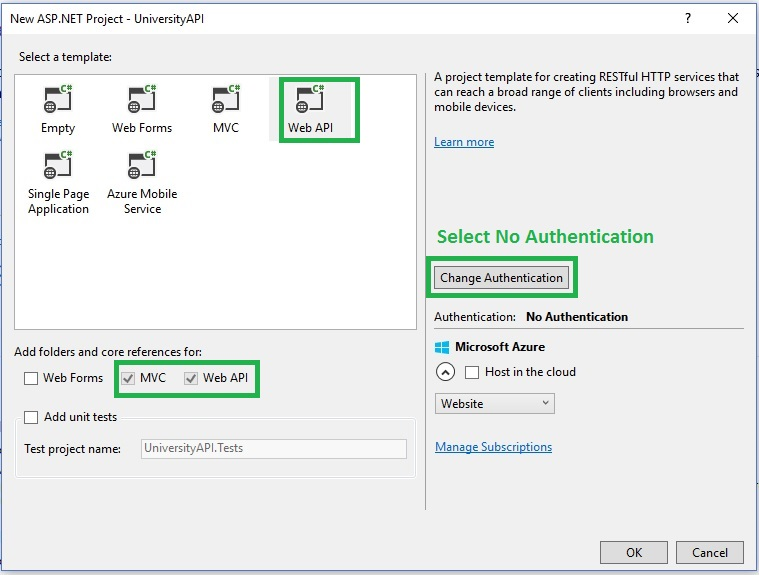 New ASP.NET Project - UniversityAPI
?
Select a template:
C#
C#
C#
C#
Empty
Web Forms
MVC
Web API
C#
C#
Single Page
Application
Azure Mobile
Service
A project template for creating RESTful HTTP services that
can reach a broad range of clients including browsers and
mobile devices.
Learn more
Select No Authentication
Change Authentication
Authentication: No Authentication
Microsoft Azure
Host in the cloud
Website
Manage Subscriptions
Add folders and core references for:
Web Forms
MVC
Web API
Add unit tests
Test project name:
UniversityAPI.Tests
OK
Cancel